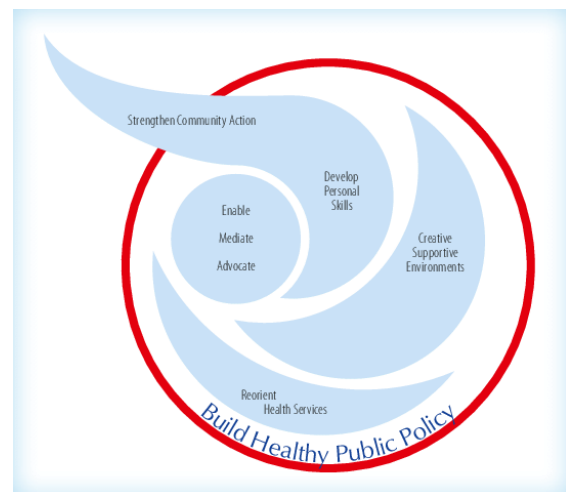 Strengthen Community Action
Develop
Personal
Skills
Enable
Mediate
Advocate
Creative
Supportive
Environments
Reorient
Health Services
Build Healthy Public Policy